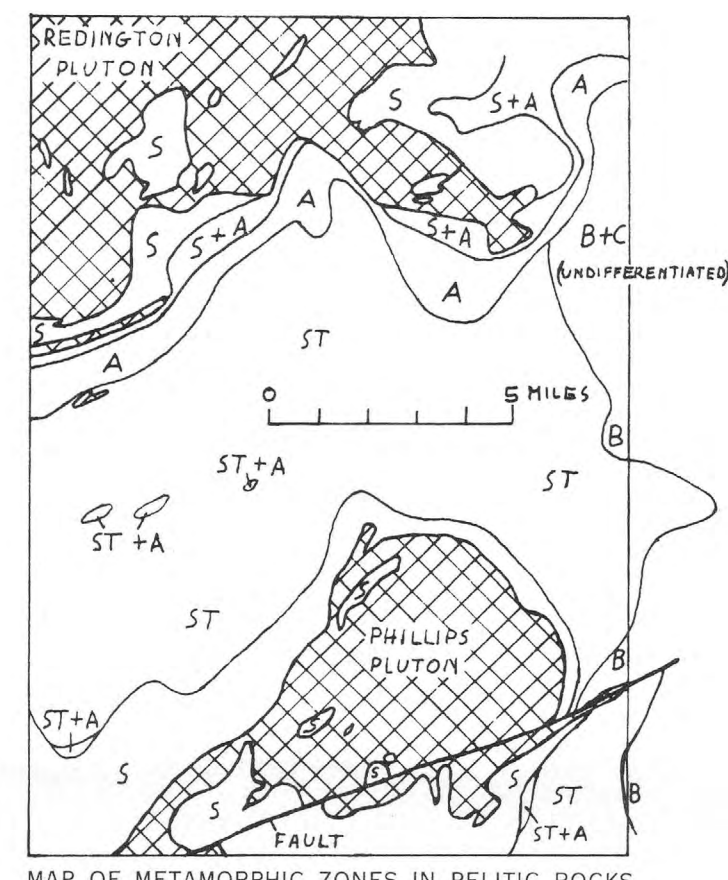 REDINGTON
PLUTON
S
S+A
A
S
A
S
S+A
S+A
B+C
(UNDIFFERENTIATED)
A
S
A
ST
0 5 MILES
B
ST+A
ST
ST+A
S
ST
PHILLIPS
PLUTON
B
ST+A
S
S
S
S
S
ST
B
ST+A
FAULT
MAP OF METAMORPHIC ZONES IN PELITIC ROCKS